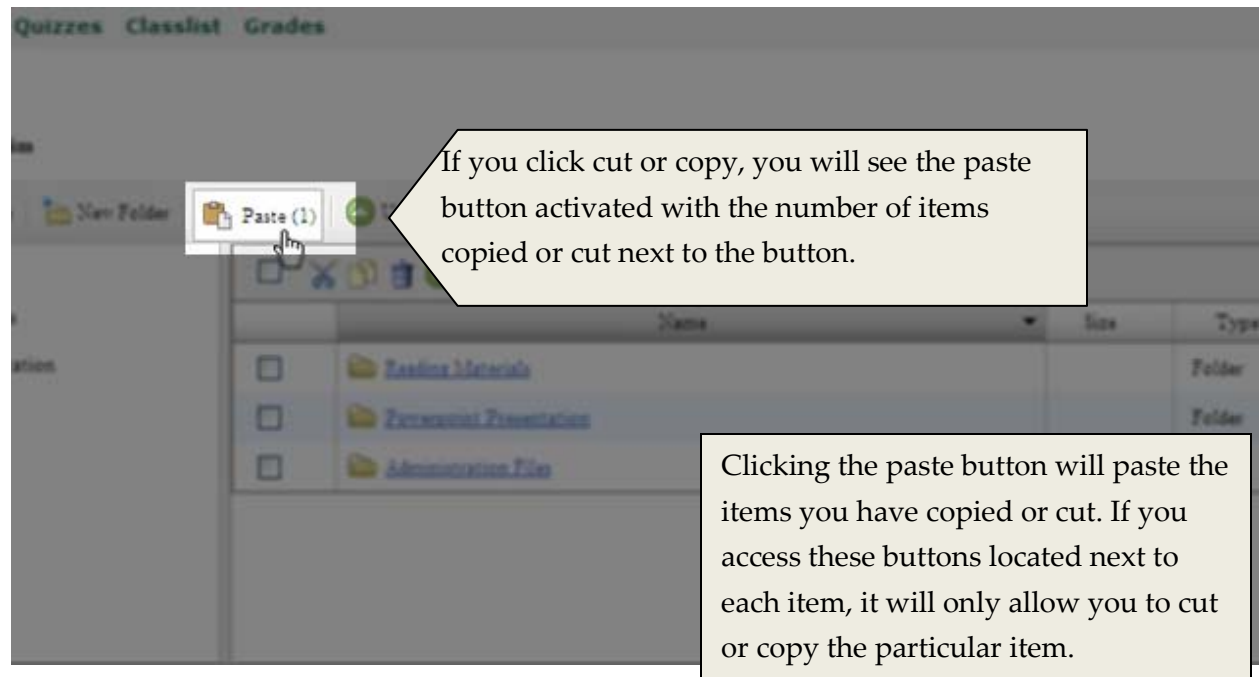 Quizzes Classlist Grades
New Folder Paste (1)
If you click cut or copy, you will see the paste
button activated with the number of items
copied or cut next to the button.
Name Size Type
Reading Materials Folder
Powerpoint Presentation Folder
Administration Files
Clicking the paste button will paste the
items you have copied or cut. If you
access these buttons located next to
each item, it will only allow you to cut
or copy the particular item.